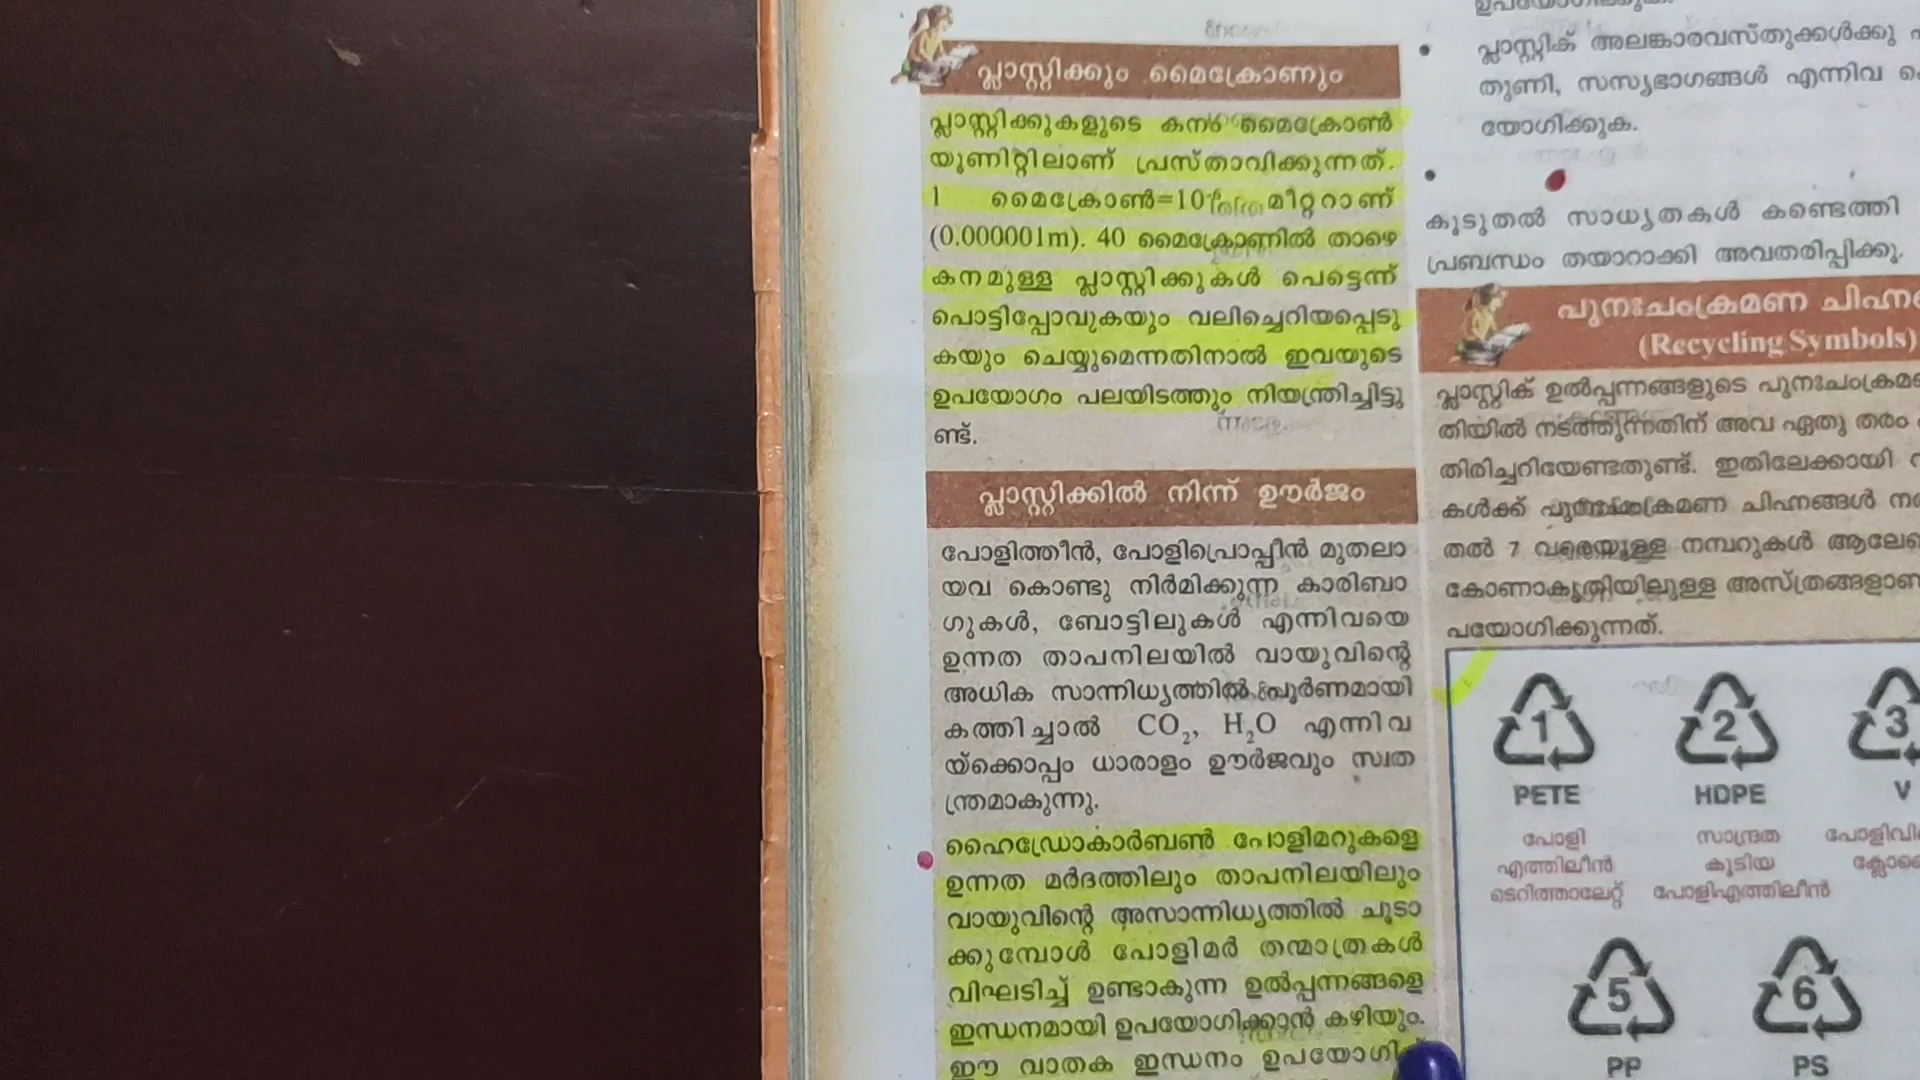 പ്ലാസ്റ്റിക്കും മൈക്രോണും
പ്ലാസ്റ്റിക്കുകളുടെ കനം മൈക്രോൺ
യൂണിറ്റിലാണ് പ്രസ്താവിക്കുന്നത്.
1 മൈക്രോൺ=10 മീറ്ററാണ്
(0.000001m). 40 മൈക്രോണിൽ താഴെ
കനമുള്ള പ്ലാസ്റ്റിക്കുകൾ പെട്ടെന്ന്
പൊട്ടിപ്പോവുകയും വലിച്ചെറിയപ്പെടു
കയും ചെയ്യുമെന്നതിനാൽ ഇവയുടെ
ഉപയോഗം പലയിടത്തും നിയന്ത്രിച്ചിട്ടു
ണ്ട്.
പ്ലാസ്റ്റിക്കിൽ നിന്ന് ഊർജം
പോളിത്തീൻ, പോളിപ്രൊപ്പീൻ മുതലാ
യവ കൊണ്ടു നിർമിക്കുന്ന കാരിബാ
ഗുകൾ, ബോട്ടിലുകൾ എന്നിവയെ
ഉന്നത താപനിലയിൽ വായുവിന്റെ
അധിക സാന്നിധ്യത്തിൽ പൂർണമായി
കത്തിച്ചാൽ CO₂, H₂O എന്നിവ
യ്ക്കൊപ്പം ധാരാളം ഊർജവും സ്വത
ന്ത്രമാകുന്നു.
ഹൈഡ്രോകാർബൺ പോളിമറുകളെ
ഉന്നത മർദത്തിലും താപനിലയിലും
വായുവിന്റെ അസാന്നിധ്യത്തിൽ ചൂടാ
ക്കുമ്പോൾ പോളിമർ തന്മാത്രകൾ
വിഘടിച്ച് ഉണ്ടാകുന്ന ഉൽപ്പന്നങ്ങളെ
ഇന്ധനമായി ഉപയോഗിക്കാൻ കഴിയും.
ഈ വാതക ഇന്ധനം
• പ്ലാസ്റ്റിക് അലങ്കാരവസ്തുക്കൾക്കു
തുണി, സസ്യഭാഗങ്ങൾ എന്നിവ
യോഗിക്കുക.
•
കൂടുതൽ സാധ്യതകൾ കണ്ടെത്തി
പ്രബന്ധം തയാറാക്കി അവതരിപ്പിക്കൂ.
പുനഃചംക്രമണ
(Recycling Symbols)
പ്ലാസ്റ്റിക് ഉൽപ്പന്നങ്ങളുടെ
തിയിൽ നടത്തുന്നതിന് അവ ഏതു തരം
തിരിച്ചറിയേണ്ടതുണ്ട്. ഇതിലേക്കായി
കൾക്ക് പുനഃചംക്രമണ ചിഹ്നങ്ങൾ
തൽ 7 വരെയുള്ള നമ്പറുകൾ
കോണാകൃതിയിലുള്ള
പയോഗിക്കുന്നത്.
1 2 3
PETE HDPE V
പോളി സാന്ദ്രത
എത്തിലീൻ കൂടിയ
ടെറിത്താലേറ്റ് പോളിഎത്തിലീൻ
5 6
PP PS